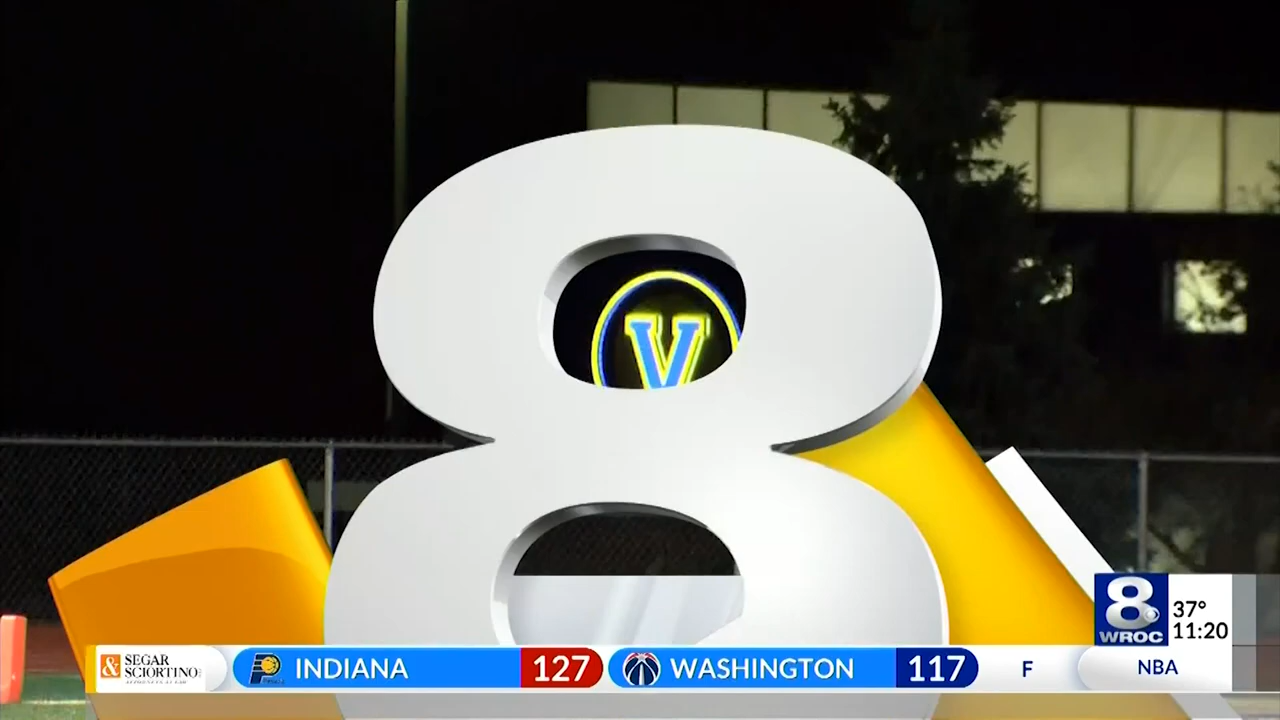 8
V
8
WROC
37°
11:20
& SEGAR
SCIORTINO
INDIANA 127 WASHINGTON 117 F NBA